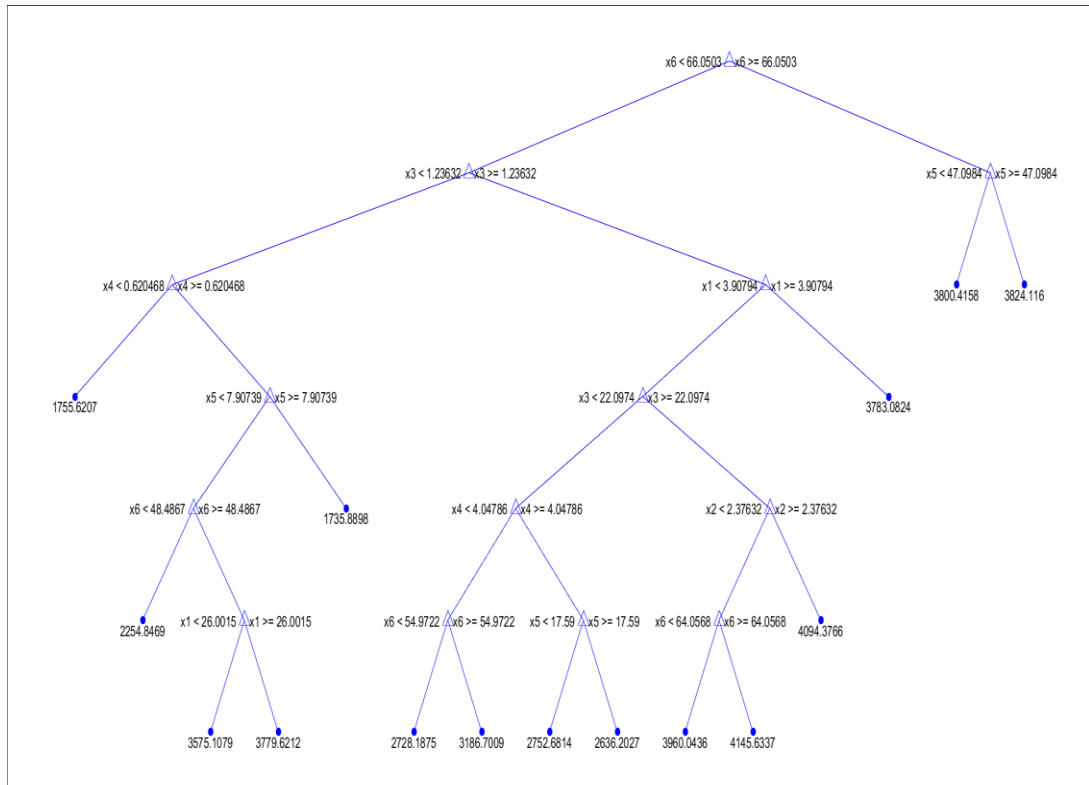 x6 < 66.0503 x6 >= 66.0503
x3 < 1.23632 x3 >= 1.23632
x5 < 47.0984 x5 >= 47.0984
x4 < 0.620468 x4 >= 0.620468
x1 < 3.90794 x1 >= 3.90794
3800.4158
3824.116
1755.6207
x5 < 7.90739 x5 >= 7.90739
x3 < 22.0974 x3 >= 22.0974
3783.0824
x6 < 48.4867 x6 >= 48.4867
1735.8898
x4 < 4.04786 x4 >= 4.04786
x2 < 2.37632 x2 >= 2.37632
2254.8469
x1 < 26.0015 x1 >= 26.0015
x6 < 54.9722 x6 >= 54.9722
x5 < 17.59 x5 >= 17.59
x6 < 64.0568 x6 >= 64.0568
4094.3766
3575.1079
3779.6212
2728.1875
3186.7009
2752.6814
2636.2027
3960.0436
4145.6337